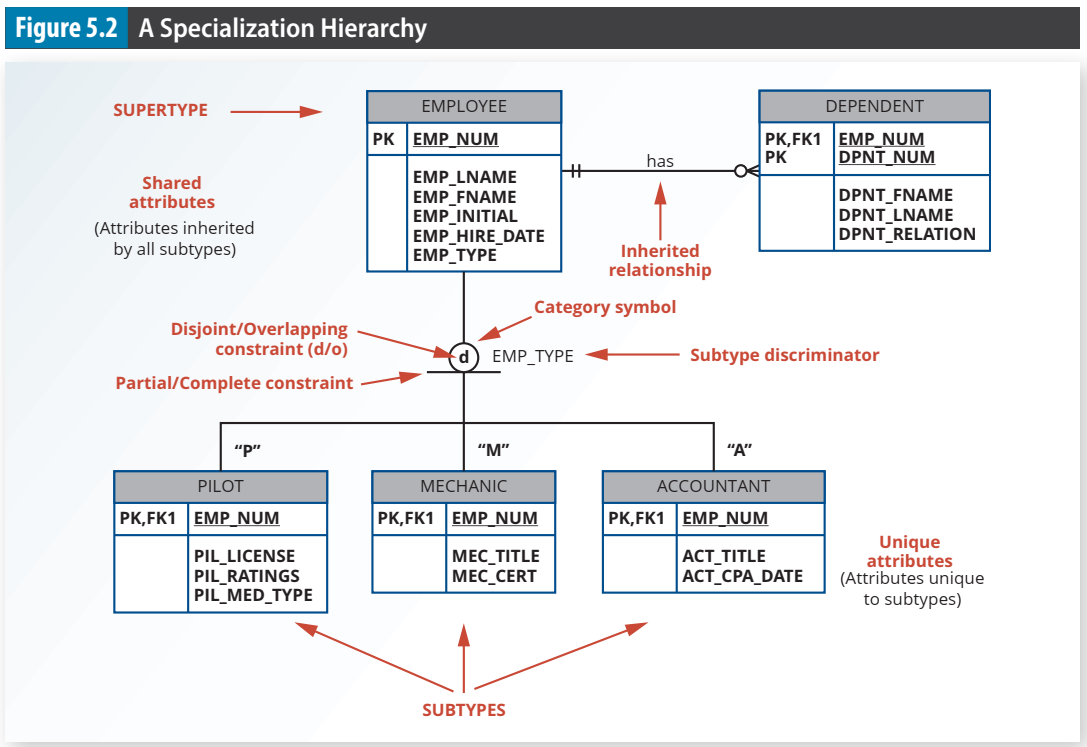 Figure 5.2 A Specialization Hierarchy
SUPERTYPE
EMPLOYEE
PK EMP_NUM
EMP_LNAME
EMP_FNAME
EMP_INITIAL
EMP_HIRE_DATE
EMP_TYPE
has
DEPENDENT
PK,FK1 EMP_NUM
PK DPNT_NUM
DPNT_FNAME
DPNT_LNAME
DPNT_RELATION
Shared
attributes
(Attributes inherited
by all subtypes)
Inherited
relationship
Category symbol
Disjoint/Overlapping
constraint (d/o)
d
EMP_TYPE
Subtype discriminator
Partial/Complete constraint
“P”
“M”
“A”
PILOT
PK,FK1 EMP_NUM
PIL_LICENSE
PIL_RATINGS
PIL_MED_TYPE
MECHANIC
PK,FK1 EMP_NUM
MEC_TITLE
MEC_CERT
ACCOUNTANT
PK,FK1 EMP_NUM
ACT_TITLE
ACT_CPA_DATE
Unique
attributes
(Attributes unique
to subtypes)
SUBTYPES